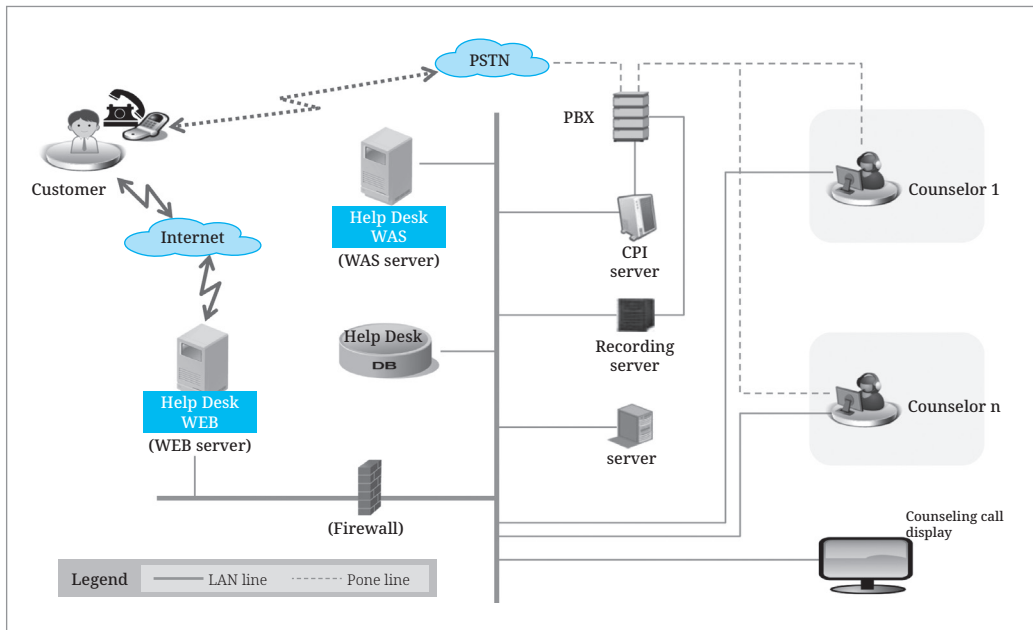 PSTN
PBX
Customer
Counselor 1
Help Desk
WAS
(WAS server)
Internet
CPI
server
Help Desk
DB
Recording
server
Help Desk
WEB
(WEB server)
Counselor n
server
(Firewall)
Counseling call
display
Legend
LAN line
Pone line